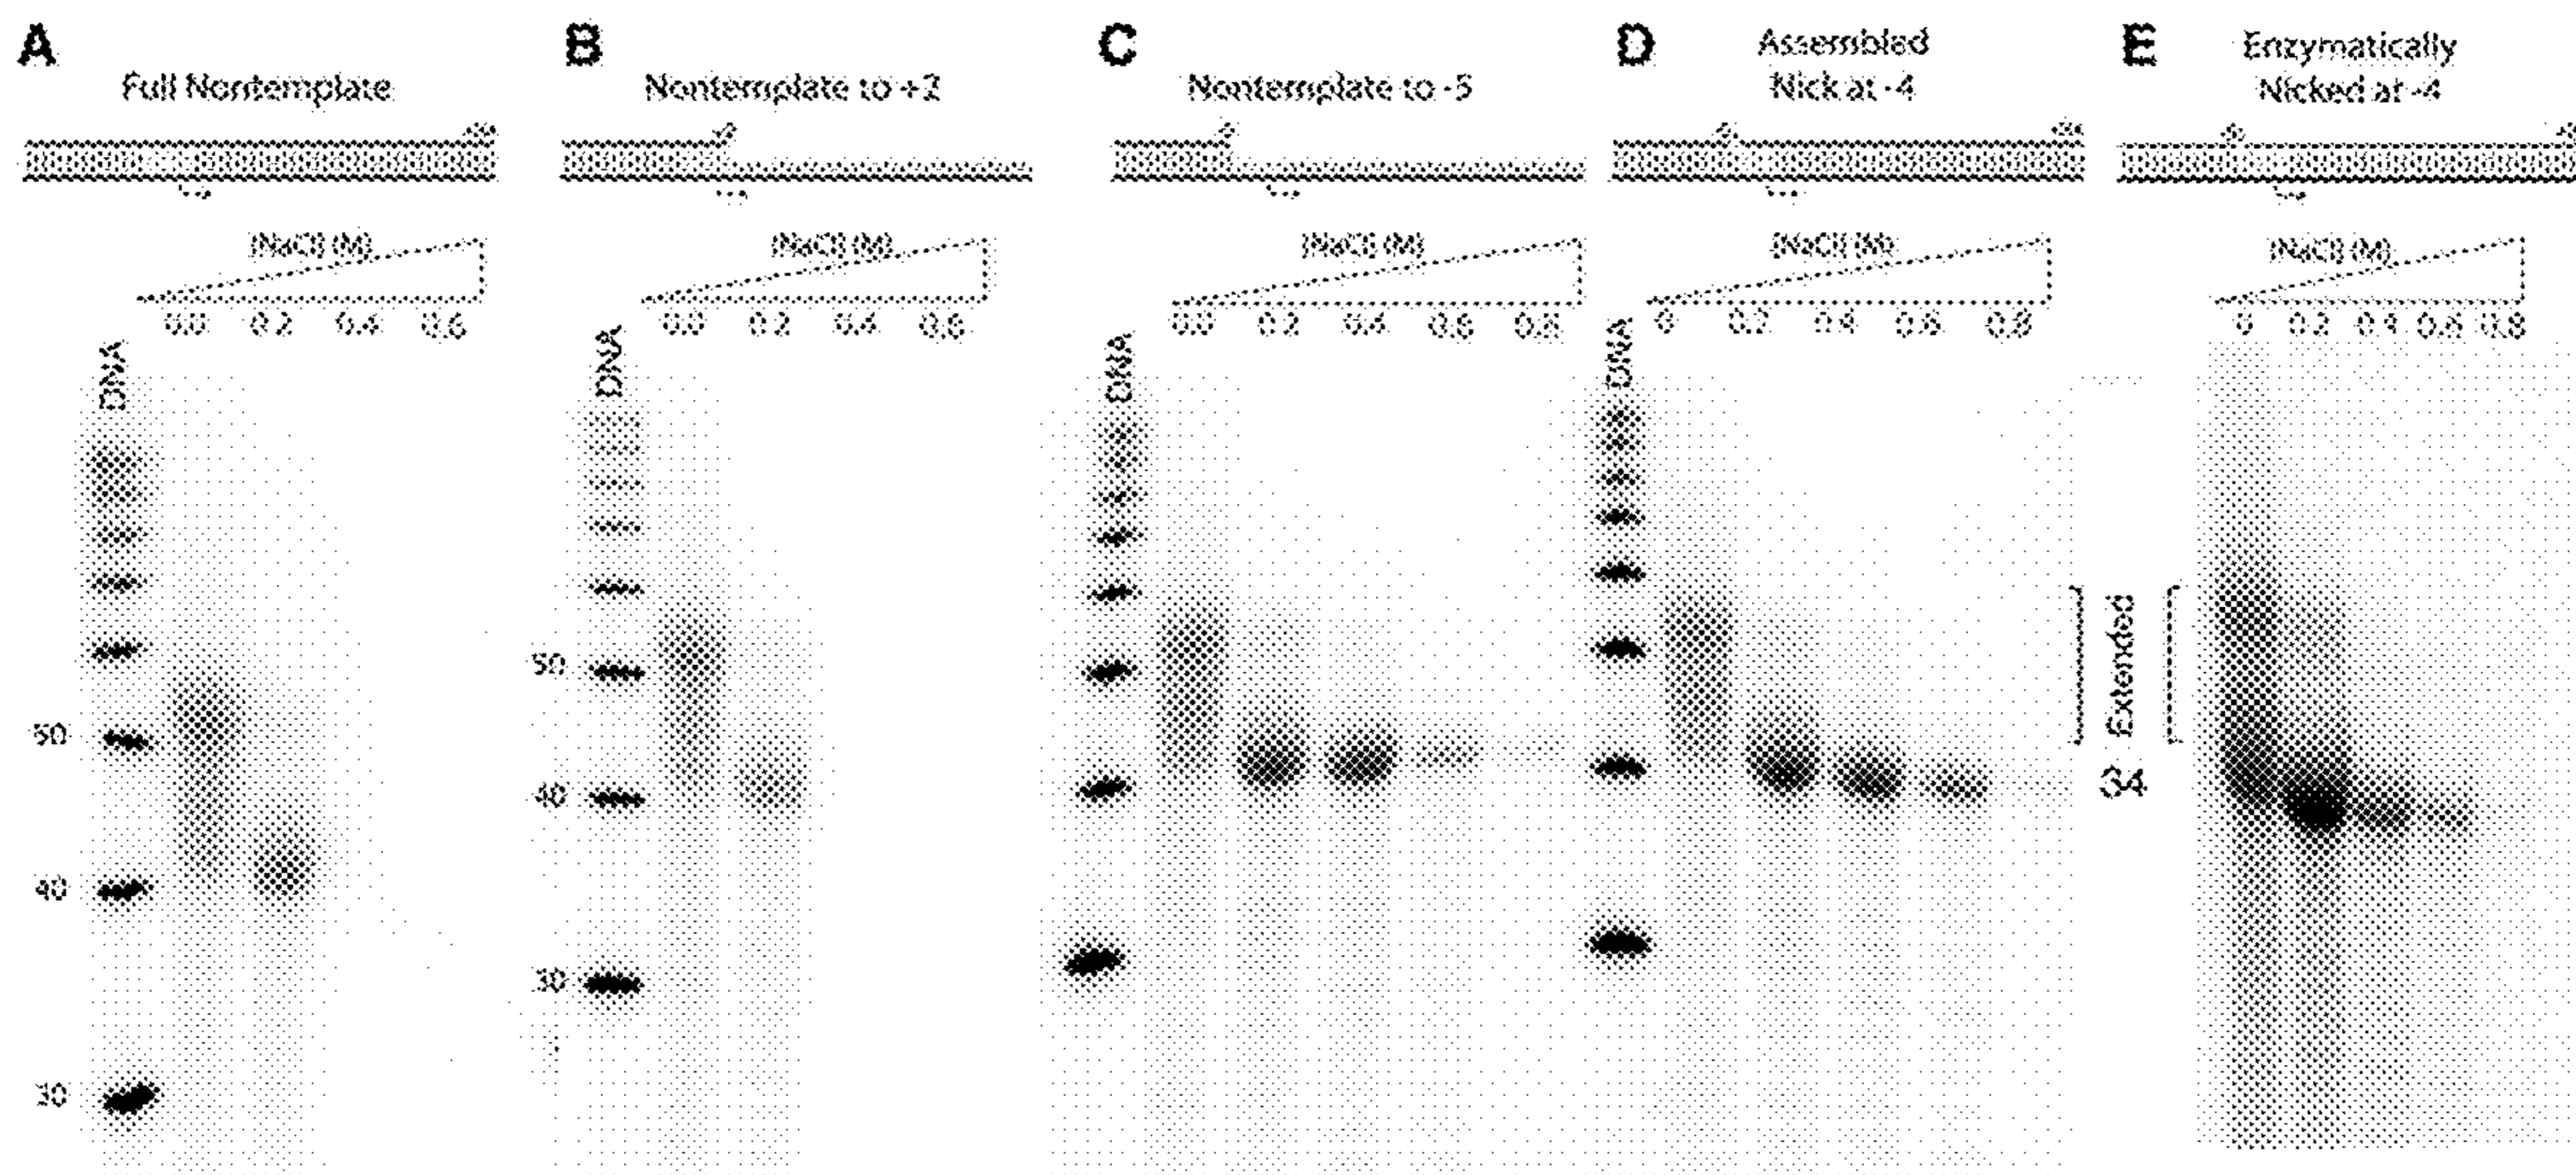 A
Full Nontemplate
[NaCl] (M)
0.0 0.2 0.4 0.6
DNA
50
40
30
B
Nontemplate to +2
[NaCl] (M)
0.0 0.2 0.4 0.6
DNA
50
40
30
C
Nontemplate to -5
[NaCl] (M)
0.0 0.2 0.4 0.6 0.8
DNA
D
Assembled
Nick at -4
[NaCl] (M)
0 0.2 0.4 0.6 0.8
DNA
Extended
34
E
Enzymatically
Nicked at -4
[NaCl] (M)
0 0.2 0.4 0.6 0.8